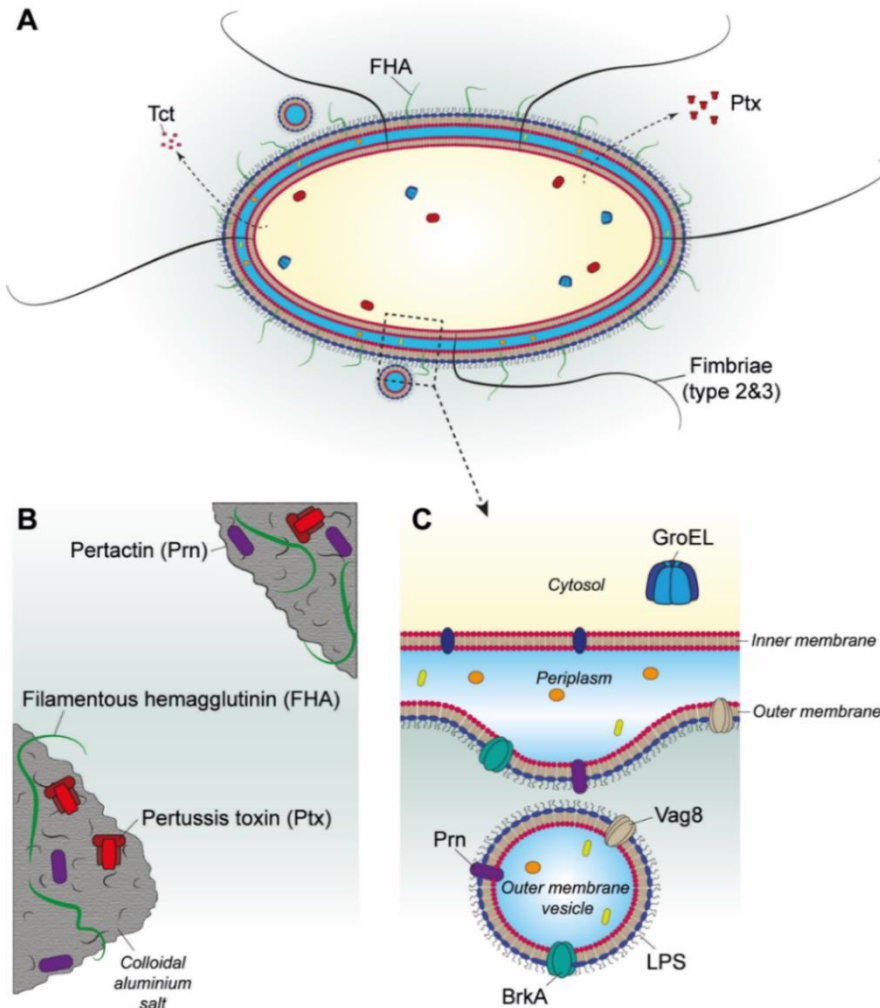 A
FHA
Tct
Ptx
Fimbriae
(type 2&3)
B
Pertactin (Prn)
Filamentous hemagglutinin (FHA)
Pertussis toxin (Ptx)
Colloidal
aluminium
salt
C
GroEL
Cytosol
Inner membrane
Periplasm
Outer membrane
Vag8
Prn
Outer membrane
vesicle
LPS
BrkA